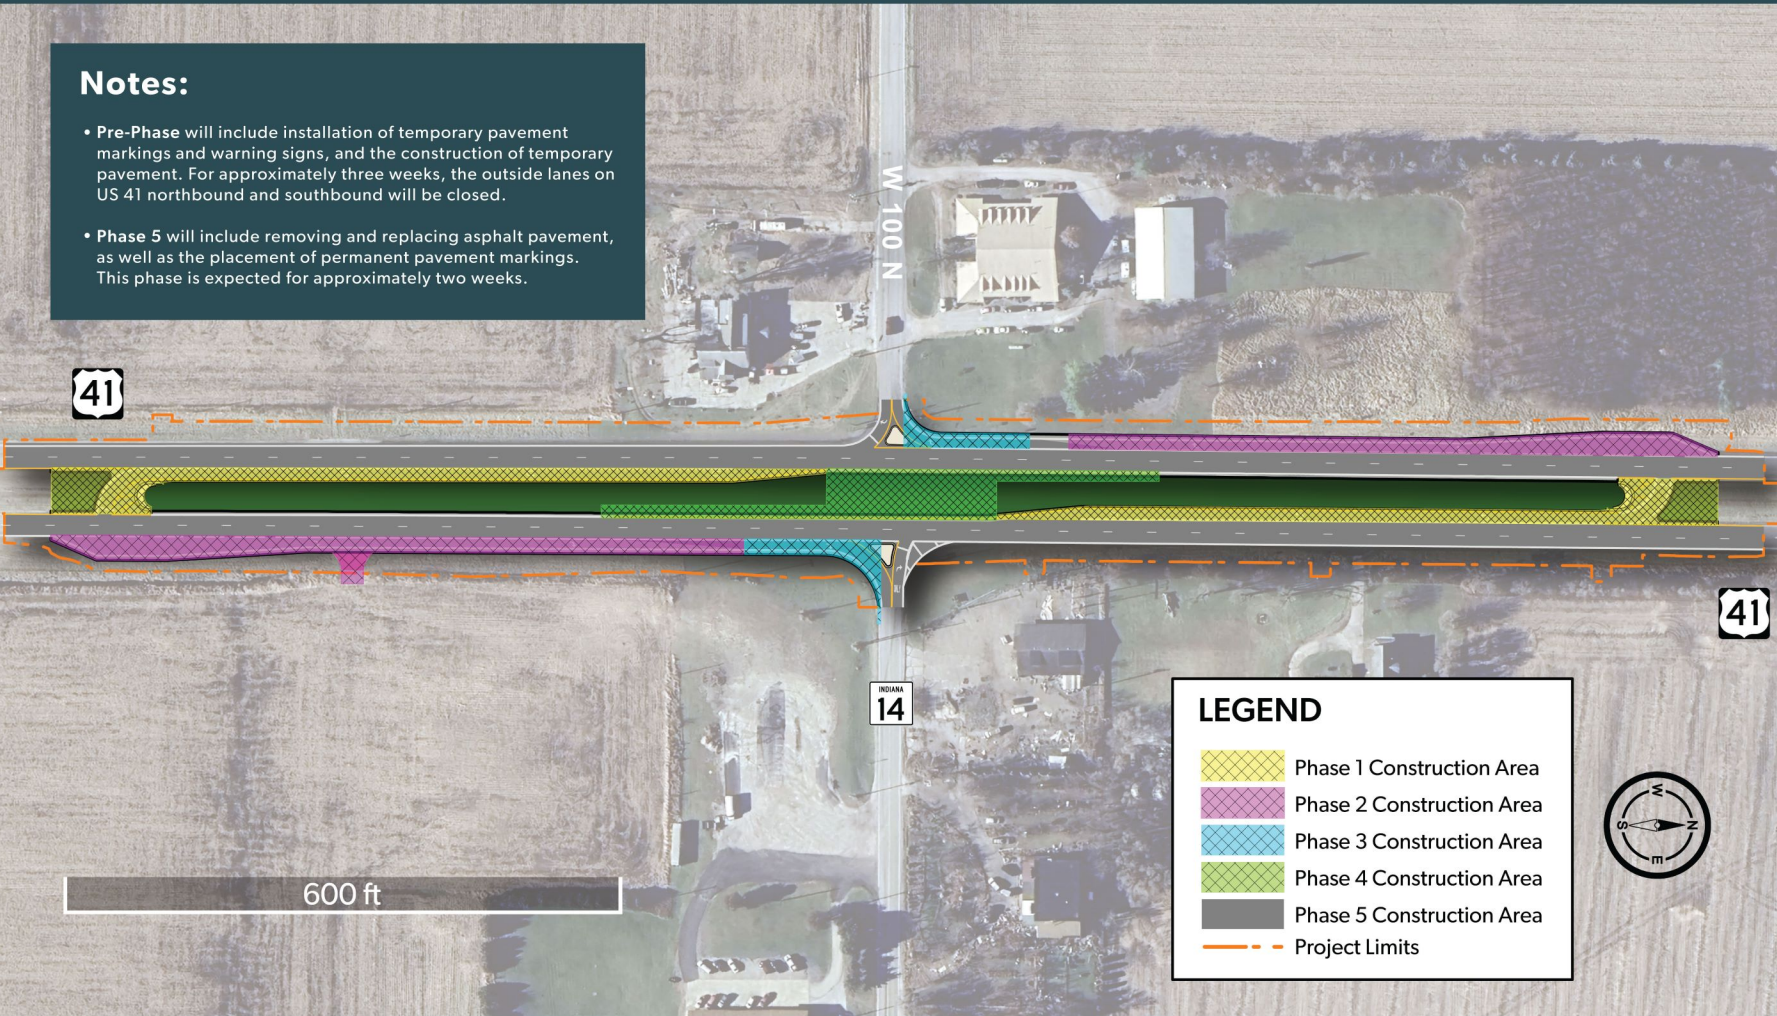 Notes:
• Pre-Phase will include installation of temporary pavement
markings and warning signs, and the construction of temporary
pavement. For approximately three weeks, the outside lanes on
US 41 northbound and southbound will be closed.
• Phase 5 will include removing and replacing asphalt pavement,
as well as the placement of permanent pavement markings.
This phase is expected for approximately two weeks.
W 100 N
41
41
INDIANA
14
LEGEND
Phase 1 Construction Area
Phase 2 Construction Area
Phase 3 Construction Area
Phase 4 Construction Area
Phase 5 Construction Area
Project Limits
W
S N
E
600 ft